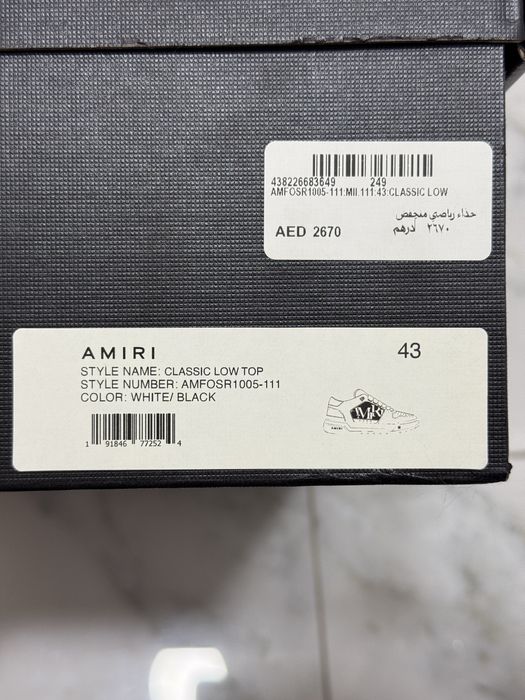 438226683649 249
AMFOSR1005-111:MII.111:43:CLASSIC LOW
حذاء رياضي منخفض
AED 2670
٢٦٧٠ درهم
AMIRI
43
STYLE NAME: CLASSIC LOW TOP
STYLE NUMBER: AMFOSR1005-111
COLOR: WHITE/ BLACK
1 91846 77252 4
AMIRI